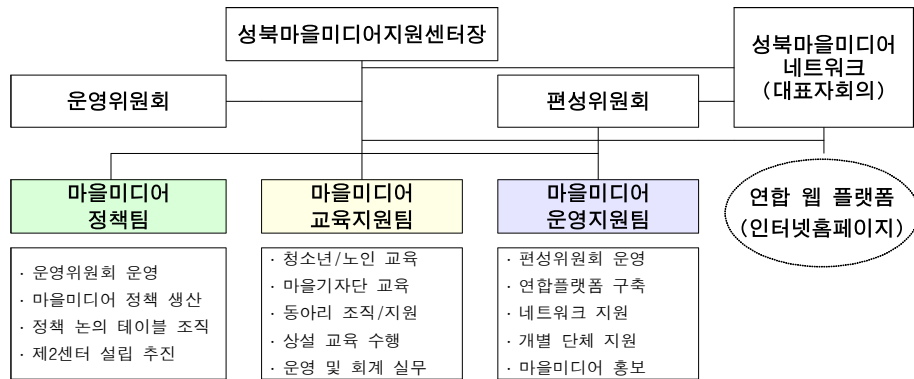 성북마을미디어지원센터장
성북마을미디어
네트워크
(대표자회의)
운영위원회
편성위원회
마을미디어
정책팀
마을미디어
교육지원팀
마을미디어
운영지원팀
연합 웹 플랫폼
(인터넷홈페이지)
· 운영위원회 운영
· 마을미디어 정책 생산
· 정책 논의 테이블 조직
· 제2센터 설립 추진
· 청소년/노인 교육
· 마을기자단 교육
· 동아리 조직/지원
· 상설 교육 수행
· 운영 및 회계 실무
· 편성위원회 운영
· 연합플랫폼 구축
· 네트워크 지원
· 개별 단체 지원
· 마을미디어 홍보